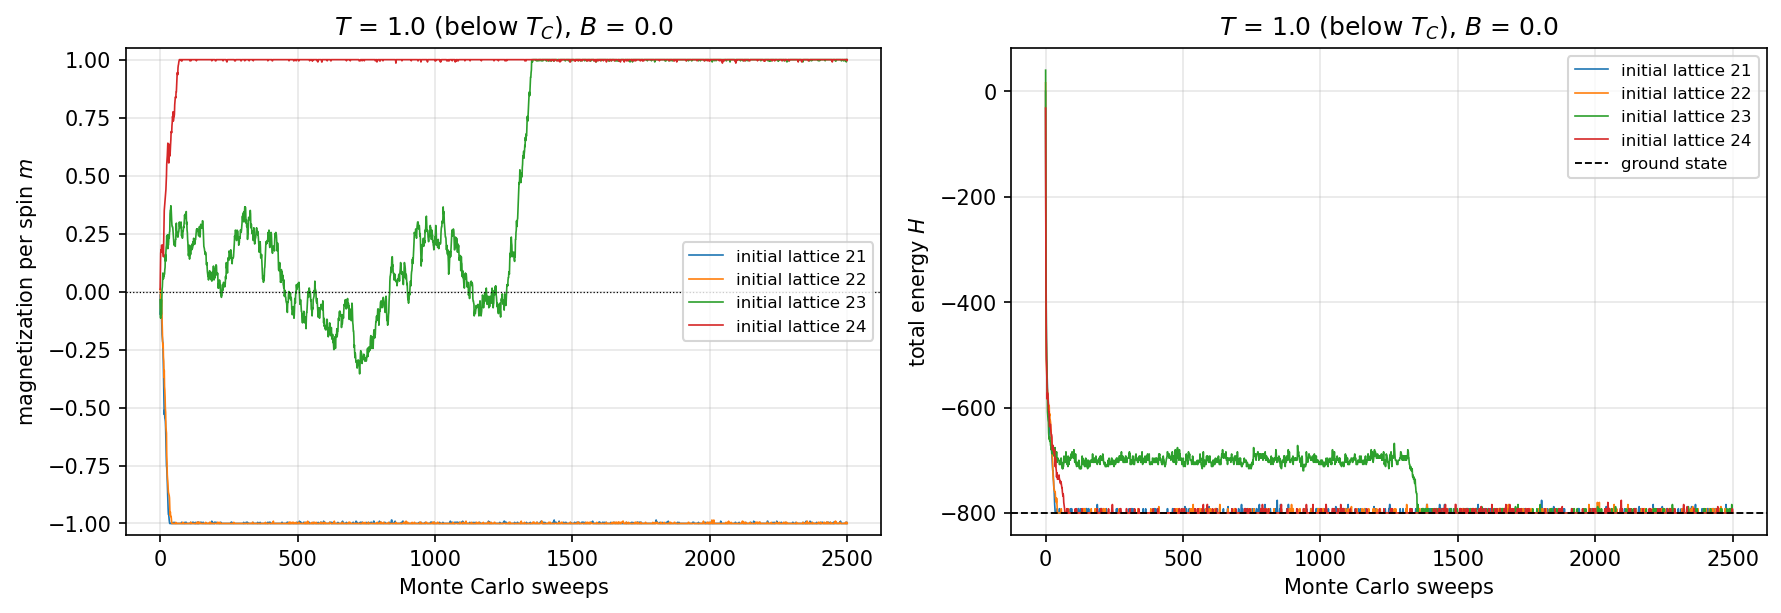 T = 1.0 (below T_C), B = 0.0
1.00
0.75
0.50
0.25
0.00
−0.25
−0.50
−0.75
−1.00
magnetization per spin m
initial lattice 21
initial lattice 22
initial lattice 23
initial lattice 24
0 500 1000 1500 2000 2500
Monte Carlo sweeps
T = 1.0 (below T_C), B = 0.0
0
−200
−400
−600
−800
total energy H
initial lattice 21
initial lattice 22
initial lattice 23
initial lattice 24
ground state
0 500 1000 1500 2000 2500
Monte Carlo sweeps